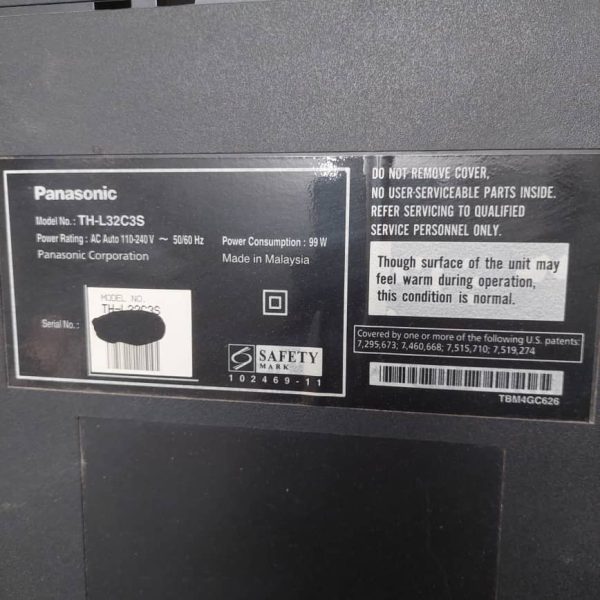 Panasonic
Model No. : TH-L32C3S
Power Rating : AC Auto 110-240 V ~ 50/60 Hz Power Consumption : 99 W
Panasonic Corporation Made in Malaysia
MODEL NO.
TH-L32C3S
Serial No. :
S SAFETY
MARK
102469-11
DO NOT REMOVE COVER,
NO USER-SERVICEABLE PARTS INSIDE.
REFER SERVICING TO QUALIFIED
SERVICE PERSONNEL ONLY.
Though surface of the unit may
feel warm during operation,
this condition is normal.
Covered by one or more of the following U.S. patents:
7,295,673; 7,460,668; 7,515,710; 7,519,274
TBM4GC626